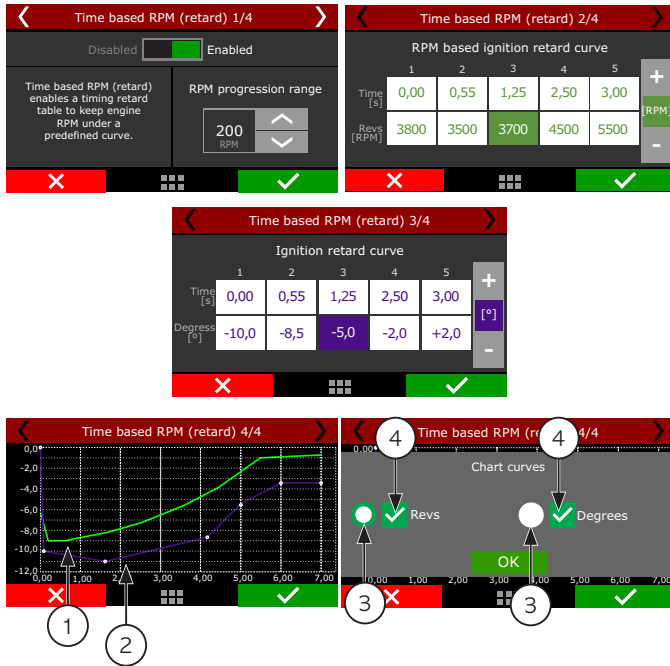 Time based RPM (retard) 1/4
Disabled Enabled
Time based RPM (retard)
enables a timing retard
table to keep engine
RPM under a
predefined curve.
RPM progression range
200
RPM
Time based RPM (retard) 2/4
RPM based ignition retard curve
1 2 3 4 5
Time [s] 0,00 0,55 1,25 2,50 3,00
Revs [RPM] 3800 3500 3700 4500 5500
+
[RPM]
-
Time based RPM (retard) 3/4
Ignition retard curve
1 2 3 4 5
Time [s] 0,00 0,55 1,25 2,50 3,00
Degress [º] -10,0 -8,5 -5,0 -2,0 +2,0
+
[º]
-
Time based RPM (retard) 4/4
0,0
-2,0
-4,0
-6,0
-8,0
-10,0
-12,0
0,00 1,00 2, 3,00 4,00 5,00 6,00 7,00
1
2
Time based RPM (re 4/4
4 4
0.00
Chart curves
Revs Degrees
OK
0,00 1,00 2,00 3,00 4,00 5,00 6,00 7,00
3 3